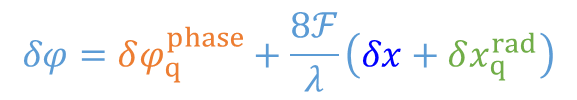 δφ = δφ_q^phase + 8ℱ/λ (δx + δx_q^rad)